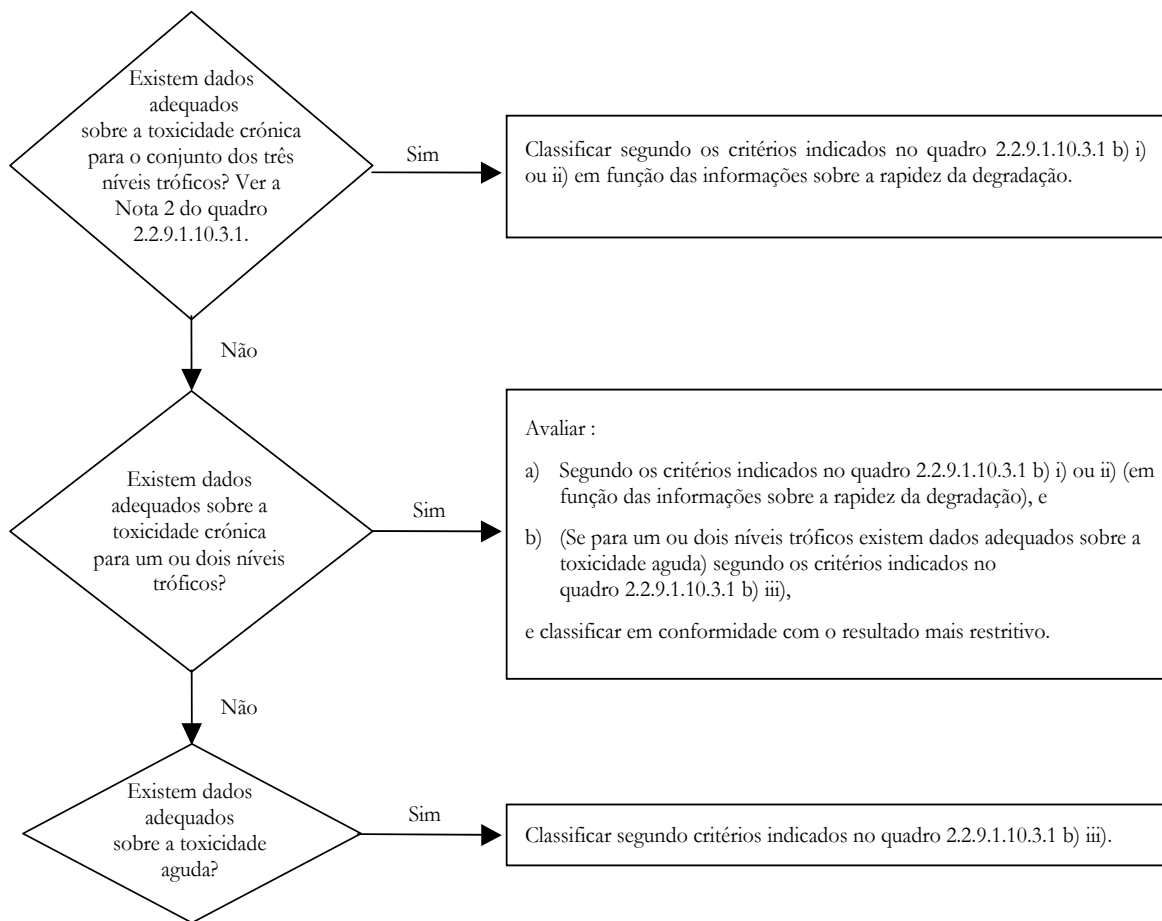 Existem dados
adequados
sobre a toxicidade crónica
para o conjunto dos três
níveis tróficos? Ver a
Nota 2 do quadro
2.2.9.1.10.3.1.
Sim
Classificar segundo os critérios indicados no quadro 2.2.9.1.10.3.1 b) i)
ou ii) em função das informações sobre a rapidez da degradação.
Não
Existem dados
adequados sobre a
toxicidade crónica
para um ou dois níveis
tróficos?
Sim
Avaliar :
a) Segundo os critérios indicados no quadro 2.2.9.1.10.3.1 b) i) ou ii) (em
função das informações sobre a rapidez da degradação), e
b) (Se para um ou dois níveis tróficos existem dados adequados sobre a
toxicidade aguda) segundo os critérios indicados no
quadro 2.2.9.1.10.3.1 b) iii),
e classificar em conformidade com o resultado mais restritivo.
Não
Existem dados
adequados
sobre a toxicidade
aguda?
Sim
Classificar segundo critérios indicados no quadro 2.2.9.1.10.3.1 b) iii).